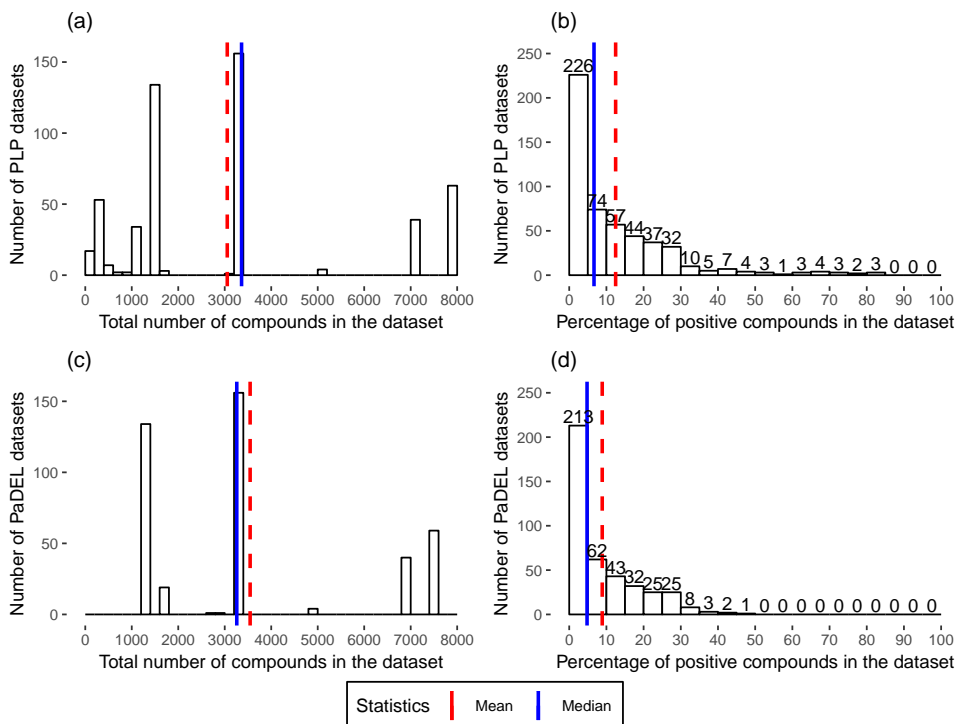 (a)
Number of PLP datasets
150
100
50
0
0 1000 2000 3000 4000 5000 6000 7000 8000
Total number of compounds in the dataset
(b)
Number of PLP datasets
250
200
150
100
50
0
226
74
57
44 37 32
10 5 7 4 3 1 3 4 3 2 3 0 0 0
0 10 20 30 40 50 60 70 80 90 100
Percentage of positive compounds in the dataset
(c)
Number of PaDEL datasets
150
100
50
0
0 1000 2000 3000 4000 5000 6000 7000 8000
Total number of compounds in the dataset
(d)
Number of PaDEL datasets
250
200
150
100
50
0
213
62
43
32 25 25
8 3 2 1 0 0 0 0 0 0 0 0 0 0
0 10 20 30 40 50 60 70 80 90 100
Percentage of positive compounds in the dataset
Statistics Mean Median